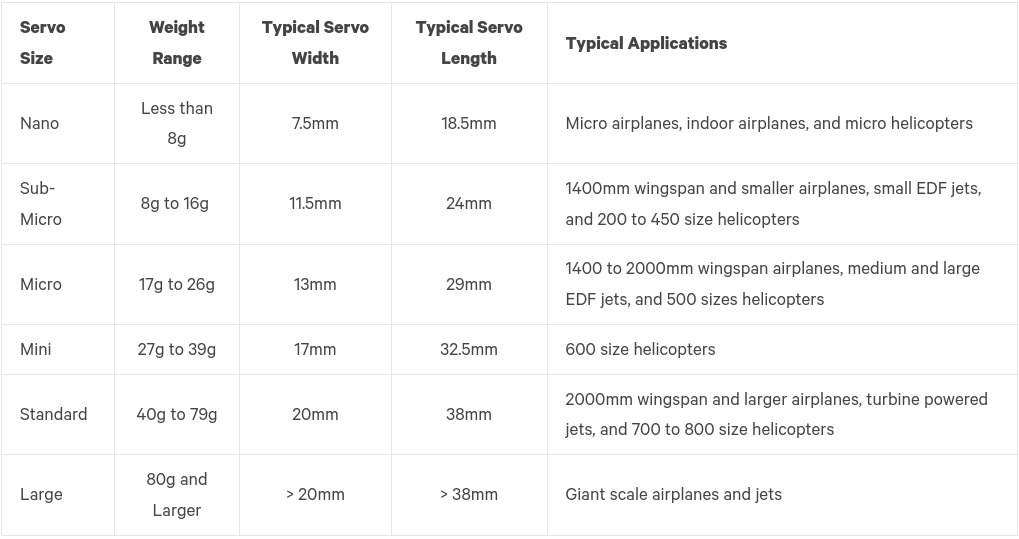 Servo Size
Weight Range
Typical Servo Width
Typical Servo Length
Typical Applications
Nano
Less than 8g
7.5mm
18.5mm
Micro airplanes, indoor airplanes, and micro helicopters
Sub-Micro
8g to 16g
11.5mm
24mm
1400mm wingspan and smaller airplanes, small EDF jets,
and 200 to 450 size helicopters
Micro
17g to 26g
13mm
29mm
1400 to 2000mm wingspan airplanes, medium and large
EDF jets, and 500 sizes helicopters
Mini
27g to 39g
17mm
32.5mm
600 size helicopters
Standard
40g to 79g
20mm
38mm
2000mm wingspan and larger airplanes, turbine powered
jets, and 700 to 800 size helicopters
Large
80g and Larger
> 20mm
> 38mm
Giant scale airplanes and jets